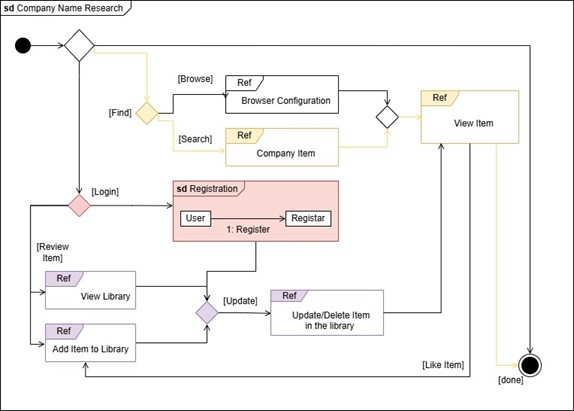 sd Company Name Research
[Browse]
Ref
Browser Configuration
[Find]
[Search]
Ref
Company Item
Ref
View Item
[Login]
sd Registration
User
Registar
1: Register
[Review
Item]
Ref
View Library
[Update]
Ref
Update/Delete Item
in the library
Ref
Add Item to Library
[Like Item]
[done]